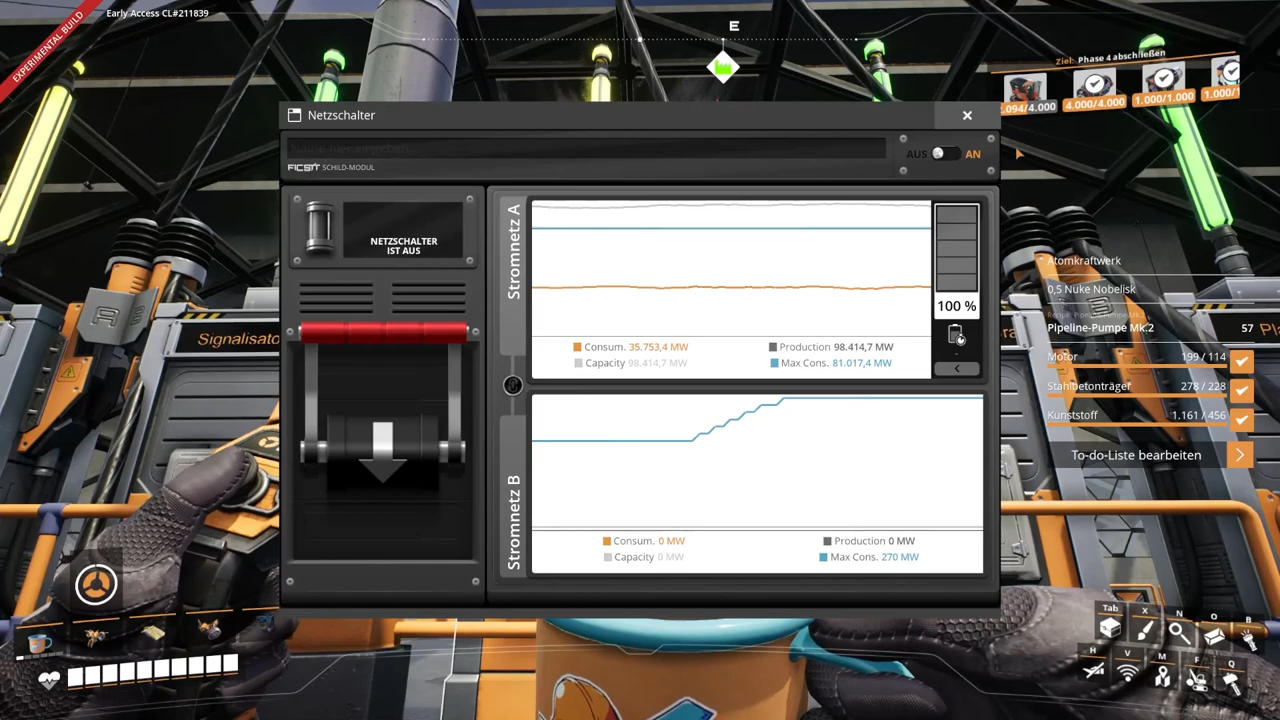 Early Access CL#211839
EXPERIMENTAL BUILD
E
Ziel: Phase 4 abschließen
.094/4.000
4.000/4.000
1.000/1.000
1.000/1
Netzschalter
FICSIT SCHILD-MODUL
AUS AN
NETZSCHALTER
IST AUS
Stromnetz A
100 %
Consum. 35.753,4 MW
Production 98.414,7 MW
Capacity 98.414,7 MW
Max Cons. 81.017,4 MW
-
<
Stromnetz B
Consum. 0 MW
Production 0 MW
Capacity 0 MW
Max Cons. 270 MW
Signalisato
Atomkraftwerk
0,5 Nuke Nobelisk
Pipeline-Pumpe Mk.2 57
Motor 199 / 114
Stahlbetonträger 278 / 228
Kunststoff 1.161 / 456
To-do-Liste bearbeiten
Tab X N O B
H V M F Q